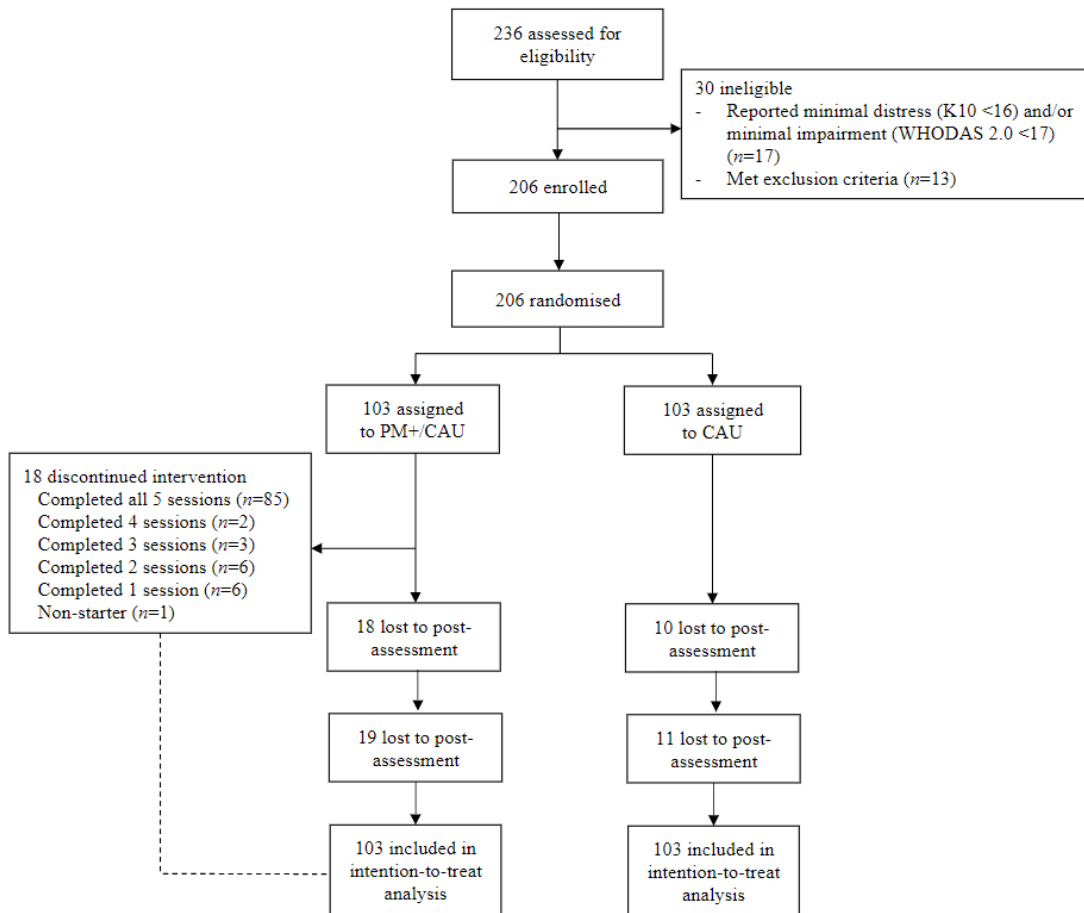 236 assessed for
eligibility
30 ineligible
- Reported minimal distress (K10 <16) and/or
minimal impairment (WHODAS 2.0 <17)
(n=17)
- Met exclusion criteria (n=13)
206 enrolled
206 randomised
103 assigned
to PM+/CAU
103 assigned
to CAU
18 discontinued intervention
Completed all 5 sessions (n=85)
Completed 4 sessions (n=2)
Completed 3 sessions (n=3)
Completed 2 sessions (n=6)
Completed 1 session (n=6)
Non-starter (n=1)
18 lost to post-
assessment
10 lost to post-
assessment
19 lost to post-
assessment
11 lost to post-
assessment
103 included in
intention-to-treat
analysis
103 included in
intention-to-treat
analysis